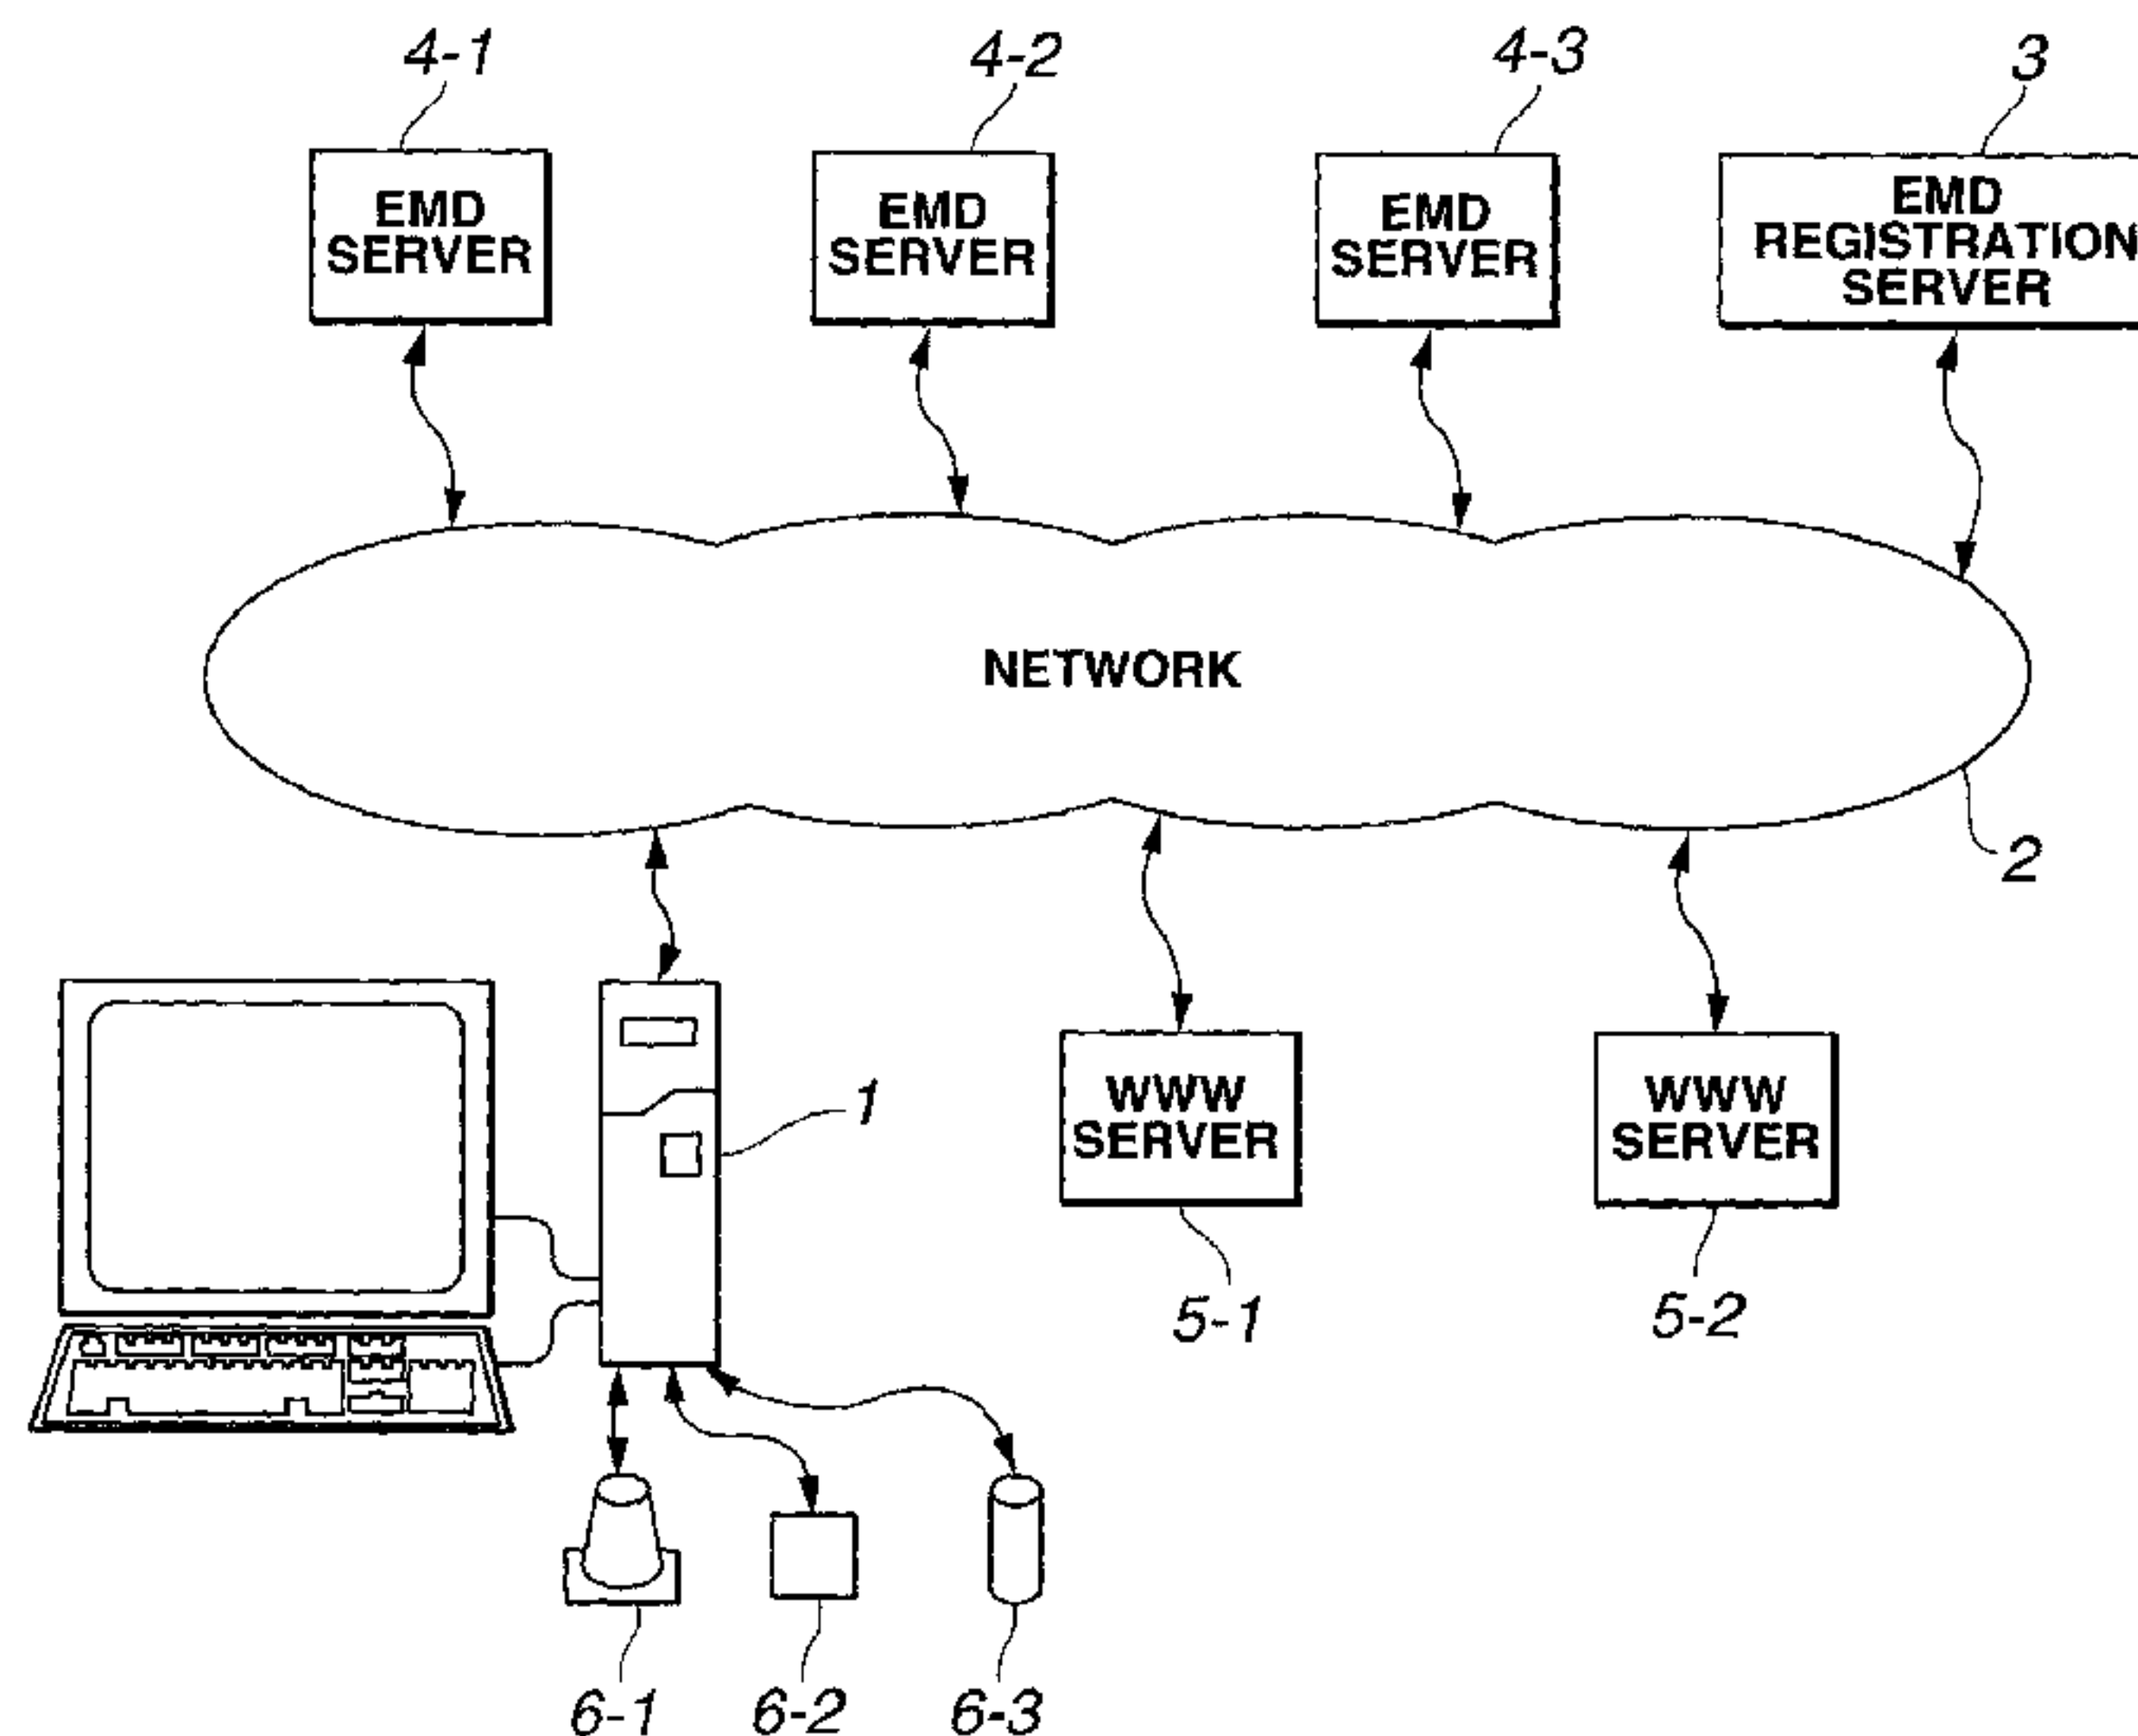 4-1
4-2
4-3
3
EMD
SERVER
EMD
SERVER
EMD
SERVER
EMD
REGISTRATION
SERVER
NETWORK
2
1
WWW
SERVER
WWW
SERVER
5-1
5-2
6-1
6-2
6-3